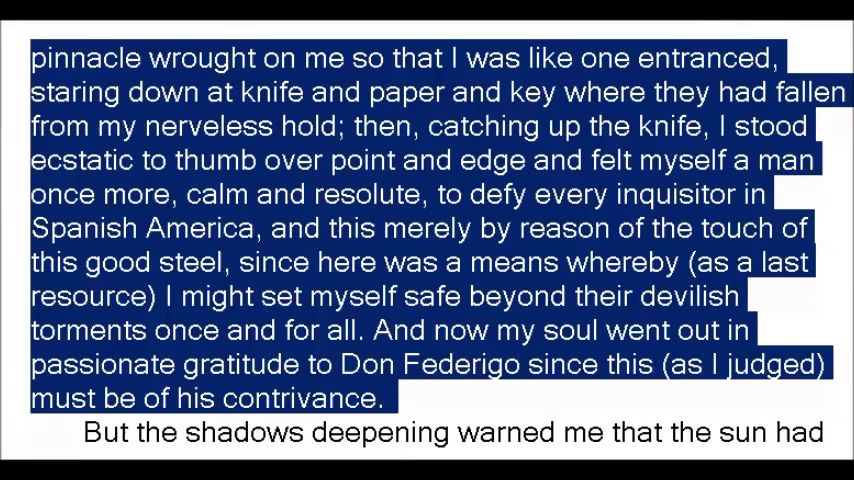 pinnacle wrought on me so that I was like one entranced,
staring down at knife and paper and key where they had fallen
from my nerveless hold; then, catching up the knife, I stood
ecstatic to thumb over point and edge and felt myself a man
once more, calm and resolute, to defy every inquisitor in
Spanish America, and this merely by reason of the touch of
this good steel, since here was a means whereby (as a last
resource) I might set myself safe beyond their devilish
torments once and for all. And now my soul went out in
passionate gratitude to Don Federigo since this (as I judged)
must be of his contrivance.
But the shadows deepening warned me that the sun had